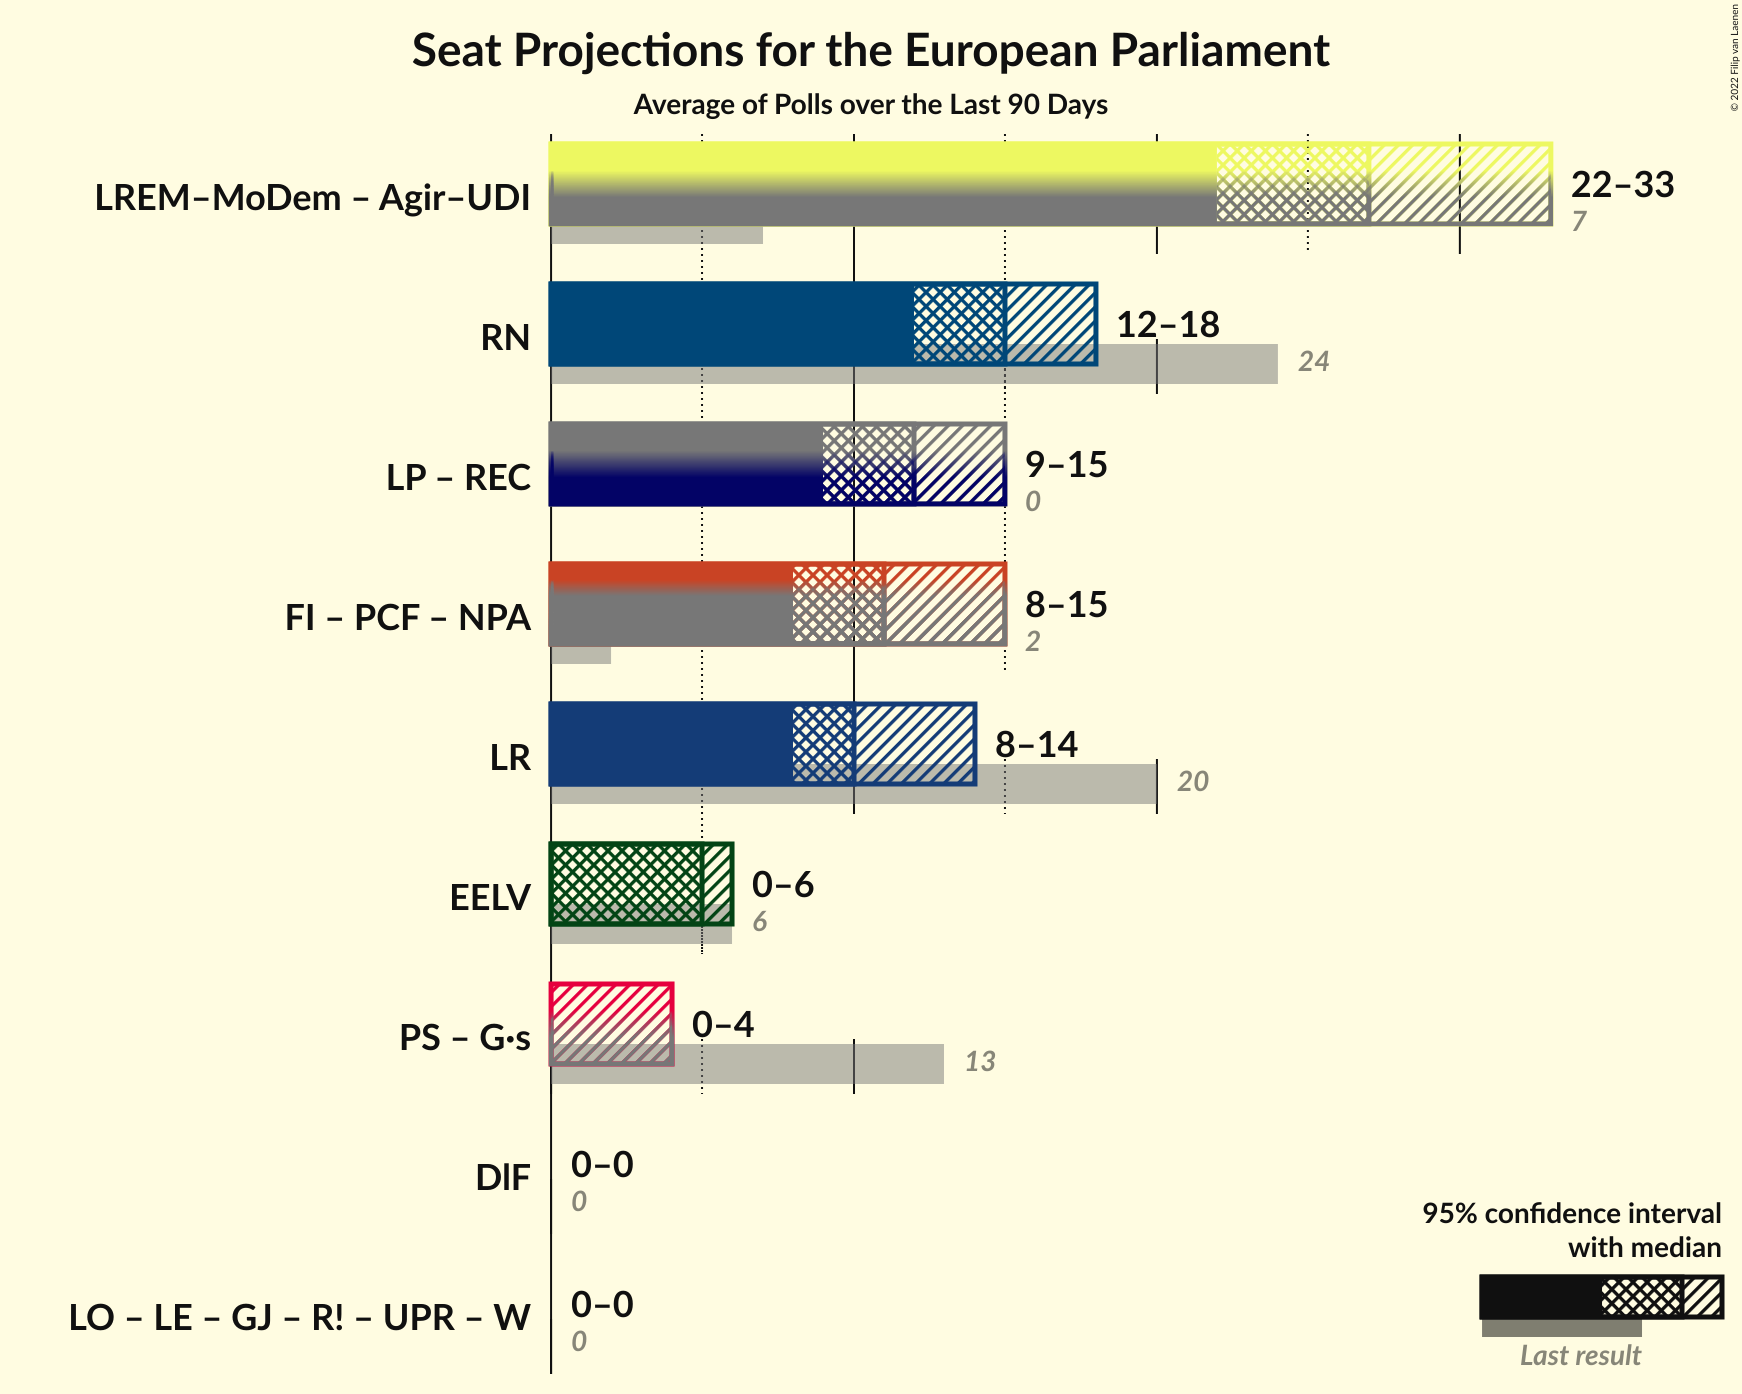 Seat Projections for the European Parliament
Average of Polls over the Last 90 Days
© 2022 Filip van Laenen
LREM–MoDem – Agir–UDI
22–33
7
RN
12–18
24
LP – REC
9–15
0
FI – PCF – NPA
8–15
2
LR
8–14
20
EELV
0–6
6
PS – G·s
0–4
13
DlF
0–0
0
LO – LE – GJ – R! – UPR – W
0–0
0
95% confidence interval
with median
Last result